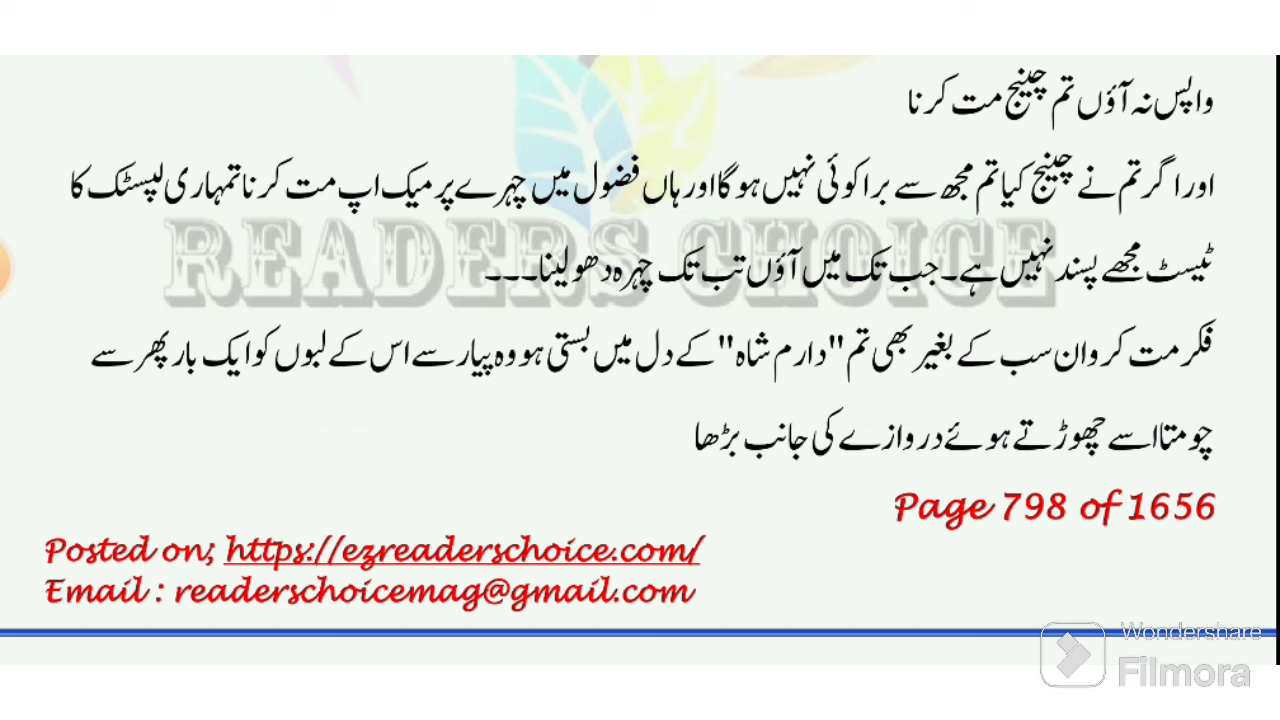 واپس نہ آؤں تم چینج مت کرنا
اور اگر تم نے چینج کیا تم مجھ سے برا کوئی نہیں ہوگا اور ہاں فضول میں چہرے پر میک اپ مت کرنا تمہاری لپسٹک کا
READERS CHOICE
ٹیسٹ مجھے پسند نہیں ہے۔ جب تک میں آؤں تب تک چہرہ دھو لینا۔۔۔
فکر مت کرو ان سب کے بغیر بھی تم "دارم شاہ" کے دل میں بستی ہو وہ پیار سے اس کے لبوں کو ایک بار پھر سے
چومتا اسے چھوڑتے ہوئے دروازے کی جانب بڑھا
Page 798 of 1656
Posted on; https://ezreaderschoice.com/
Email : readerschoicemag@gmail.com
Wondershare
Filmora